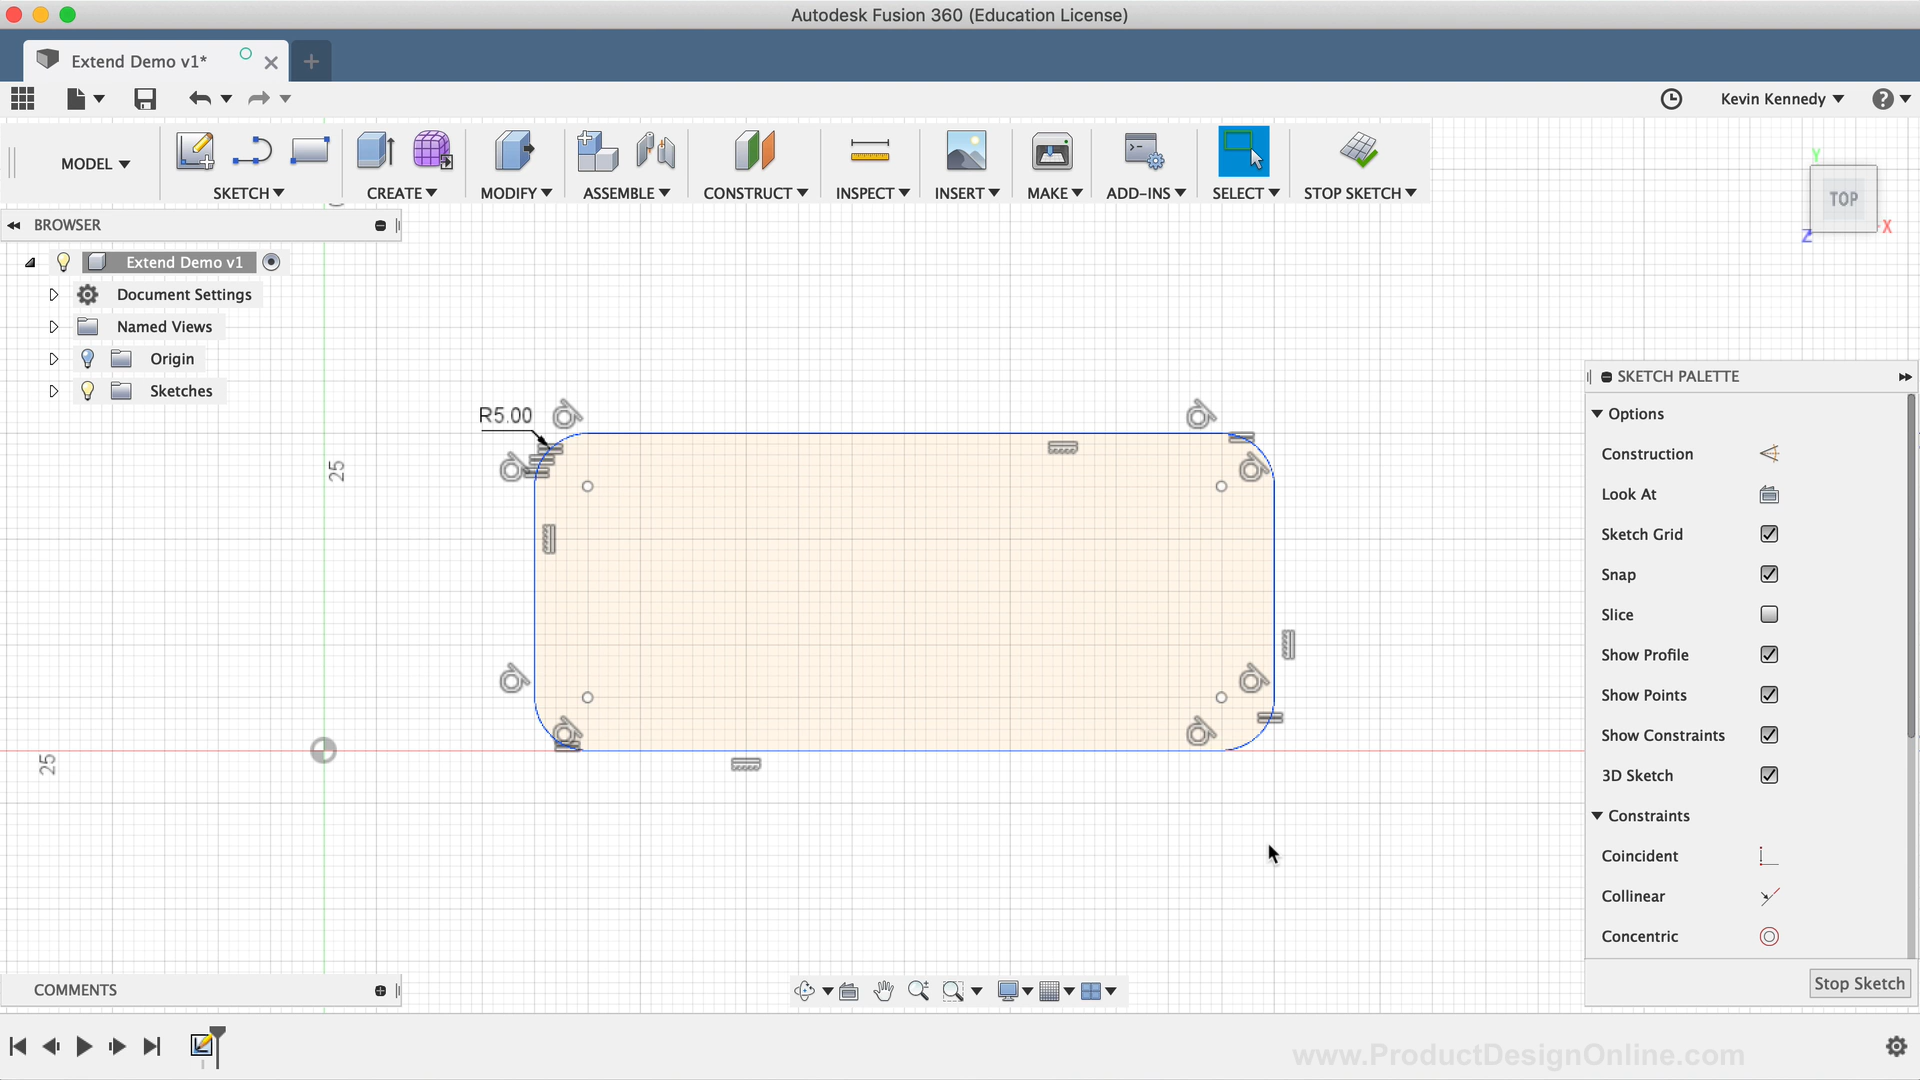 Autodesk Fusion 360 (Education License)
Extend Demo v1*
Kevin Kennedy
MODEL
SKETCH
CREATE
MODIFY
ASSEMBLE
CONSTRUCT
INSPECT
INSERT
MAKE
ADD-INS
SELECT
STOP SKETCH
Y
TOP
X
Z
BROWSER
Extend Demo v1
Document Settings
Named Views
Origin
Sketches
R5.00
25
25
SKETCH PALETTE
Options
Construction
Look At
Sketch Grid
Snap
Slice
Show Profile
Show Points
Show Constraints
3D Sketch
Constraints
Coincident
Collinear
Concentric
Stop Sketch
COMMENTS
www.ProductDesignOnline.com